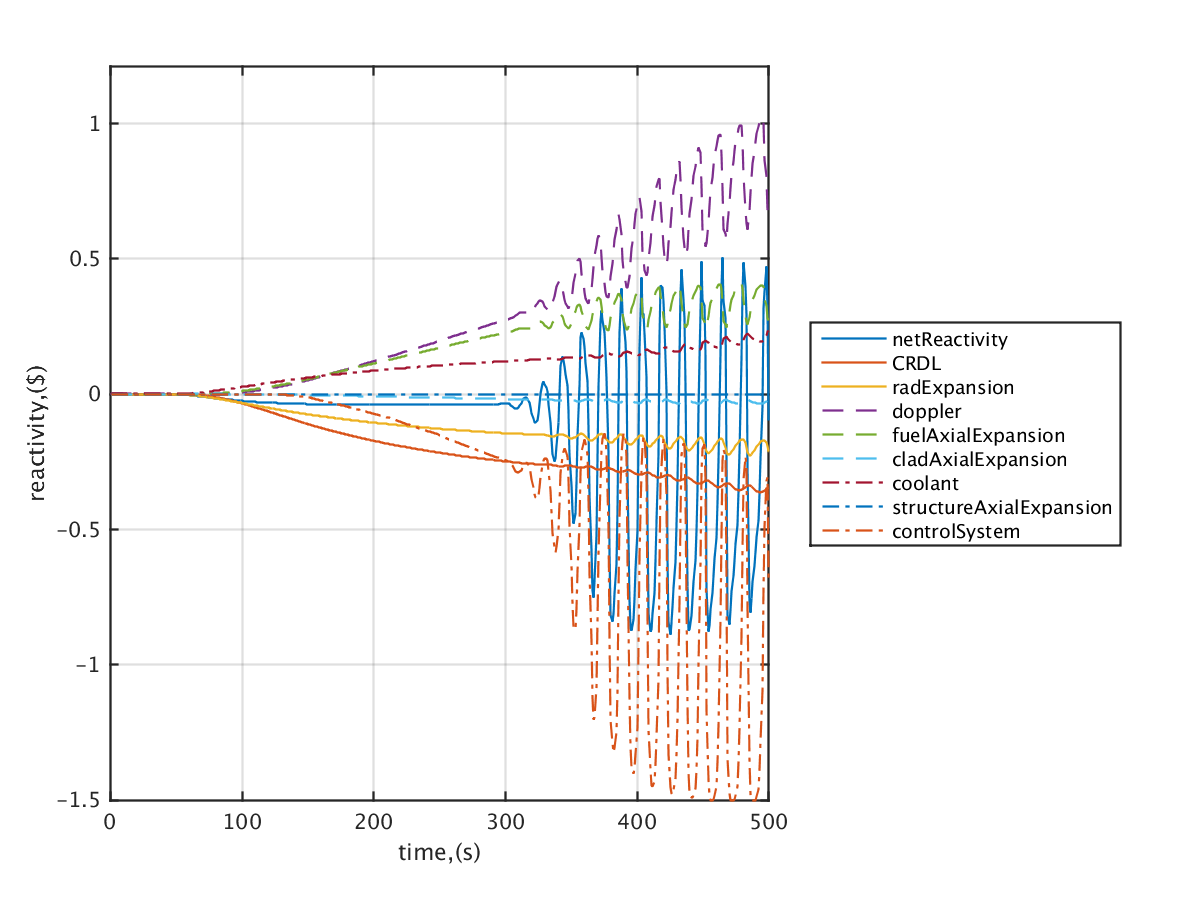 1
0.5
0
-0.5
-1
-1.5
0 100 200 300 400 500
reactivity,($)
time,(s)
netReactivity
CRDL
radExpansion
doppler
fuelAxialExpansion
cladAxialExpansion
coolant
structureAxialExpansion
controlSystem